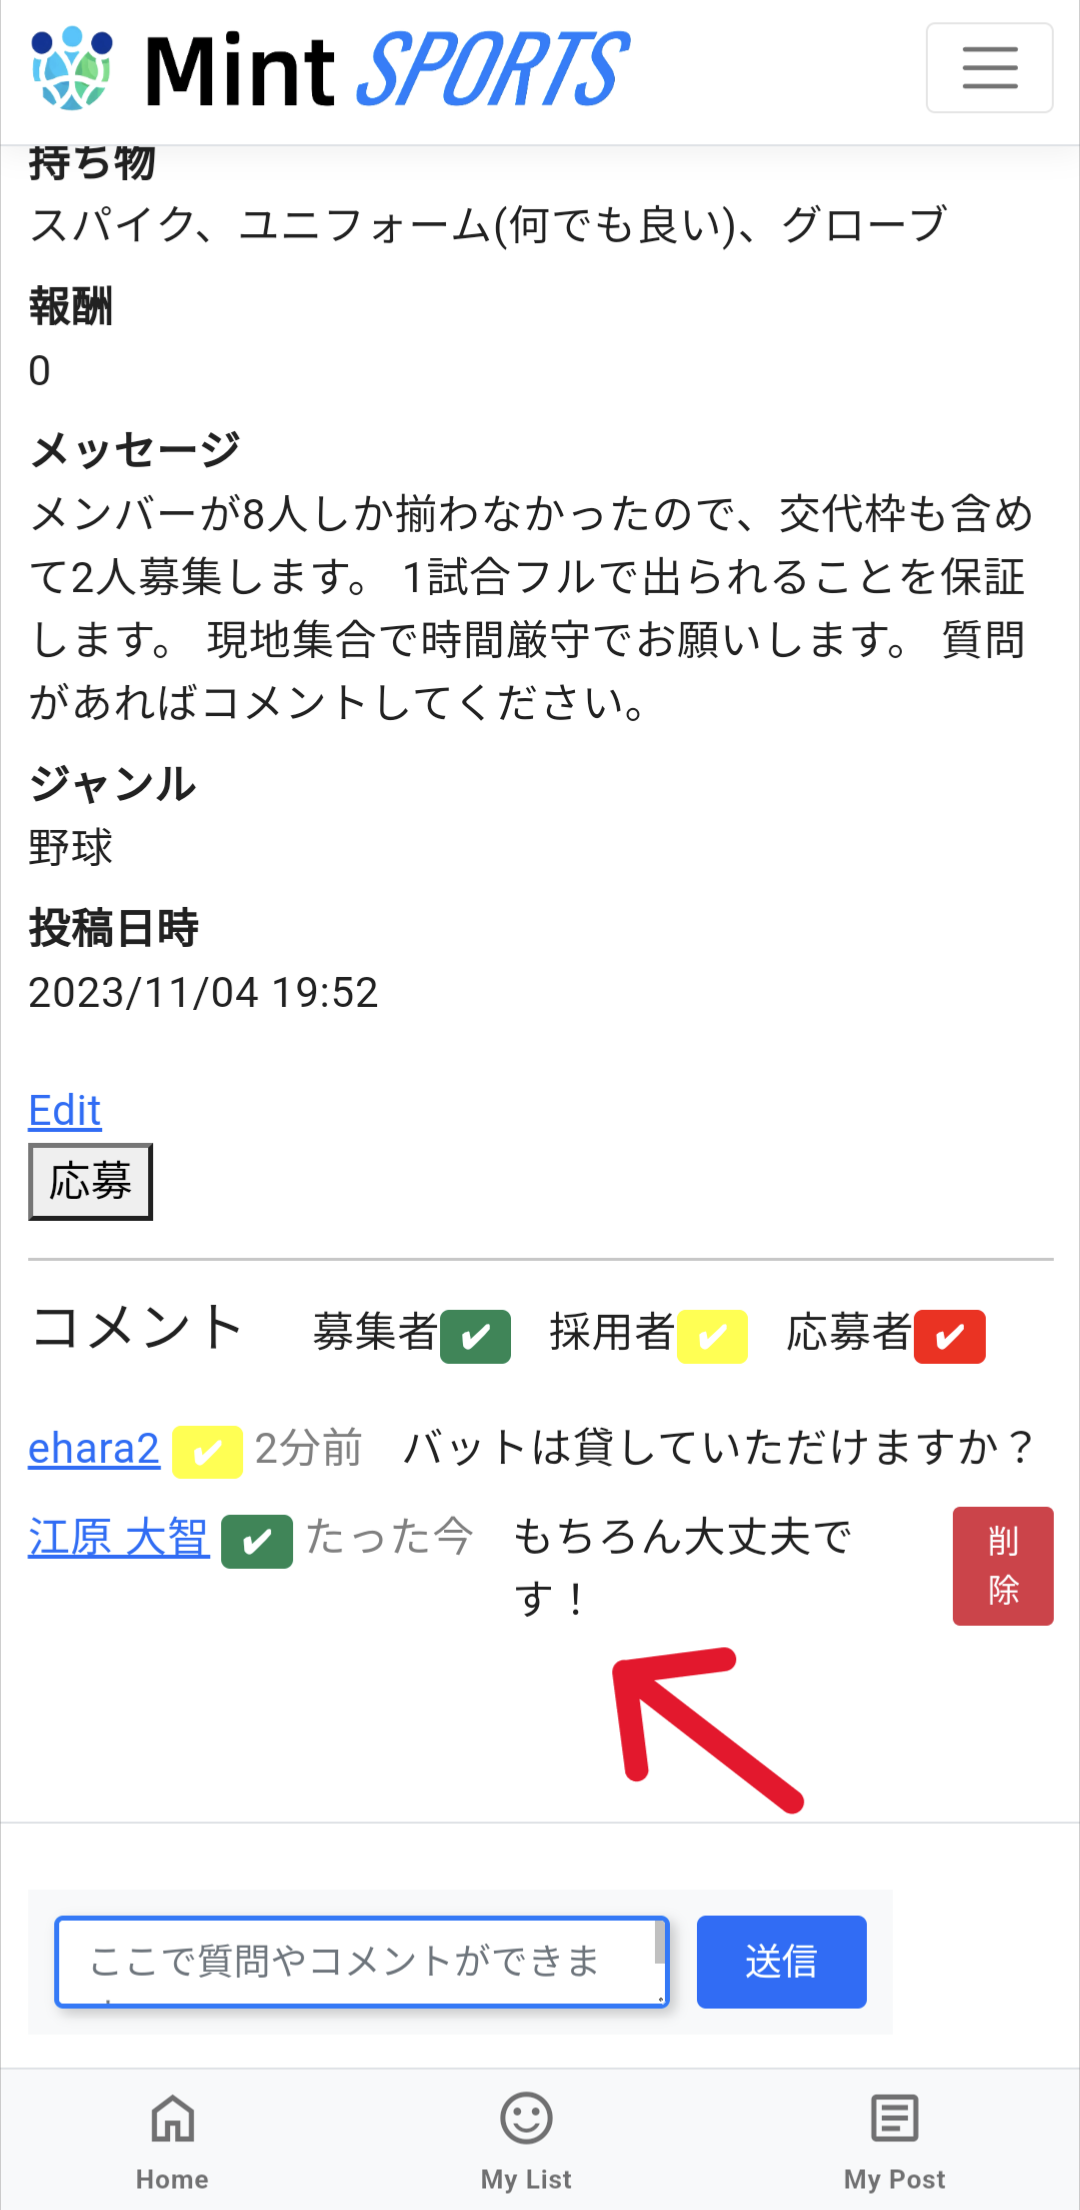 Mint SPORTS
持ち物
スパイク、ユニフォーム(何でも良い)、グローブ
報酬
0
メッセージ
メンバーが8人しか揃わなかったので、交代枠も含め
て2人募集します。 1試合フルで出られることを保証
します。 現地集合で時間厳守でお願いします。 質問
があればコメントしてください。
ジャンル
野球
投稿日時
2023/11/04 19:52
Edit
応募
コメント 募集者✔ 採用者✔ 応募者✔
ehara2 ✔ 2分前 バットは貸していただけますか？
江原 大智 ✔ たった今 もちろん大丈夫で
す！
削
除
ここで質問やコメントができま
送信
Home My List My Post